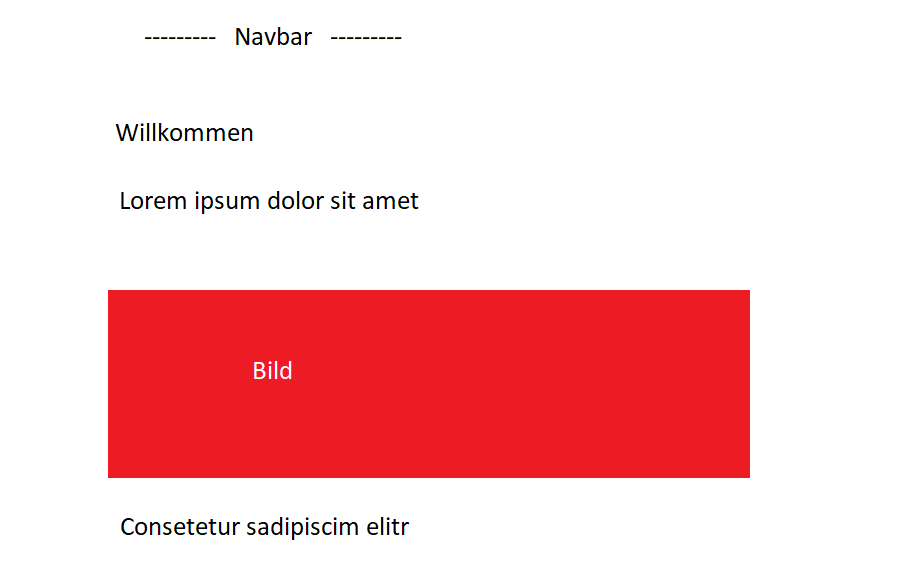 --------- Navbar ---------
Willkommen
Lorem ipsum dolor sit amet
Bild
Consetetur sadipiscim elitr